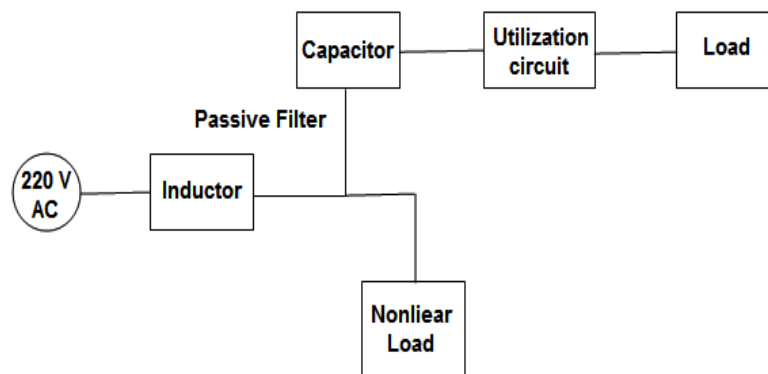 Capacitor
Utilization
circuit
Load
Passive Filter
220 V
AC
Inductor
Nonliear
Load